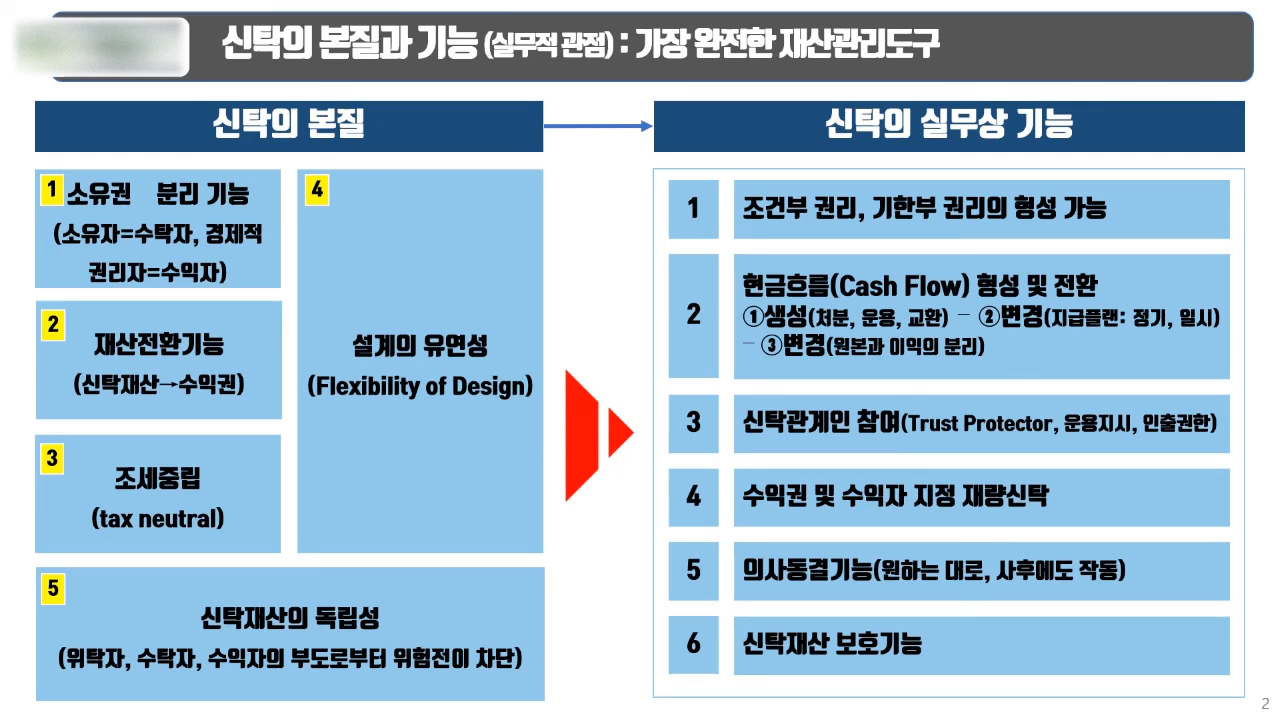 신탁의 본질과 기능 (실무적 관점) : 가장 완전한 재산관리도구
신탁의 본질
1
소유권 분리 기능
(소유자=수탁자, 경제적
권리자=수익자)
2
재산전환기능
(신탁재산→수익권)
3
조세중립
(tax neutral)
4
설계의 유연성
(Flexibility of Design)
5
신탁재산의 독립성
(위탁자, 수탁자, 수익자의 부도로부터 위험전이 차단)
신탁의 실무상 기능
1
조건부 권리, 기한부 권리의 형성 가능
2
현금흐름(Cash Flow) 형성 및 전환
①생성(처분, 운용, 교환) – ②변경(지급플랜: 정기, 일시)
– ③변경(원본과 이익의 분리)
3
신탁관계인 참여(Trust Protector, 운용지시, 인출권한)
4
수익권 및 수익자 지정 재량신탁
5
의사동결기능(원하는 대로, 사후에도 작동)
6
신탁재산 보호기능
2